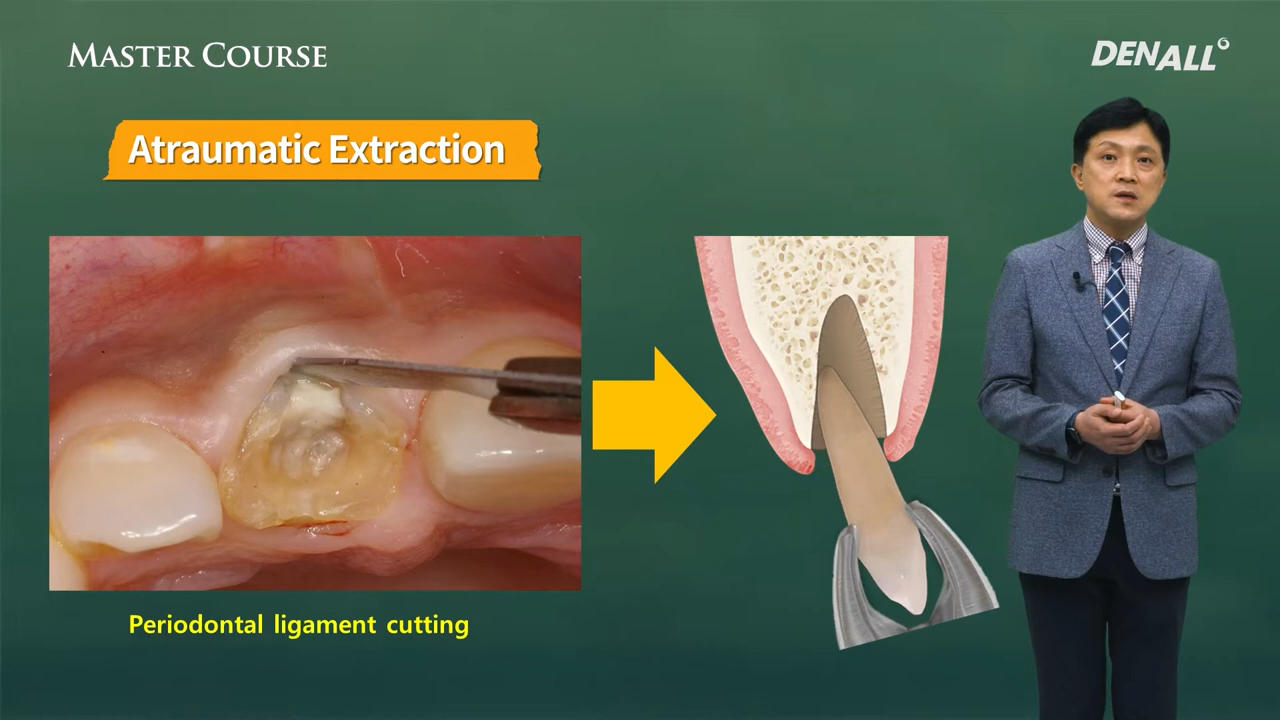 MASTER COURSE
DENALL
Atraumatic Extraction
Periodontal ligament cutting